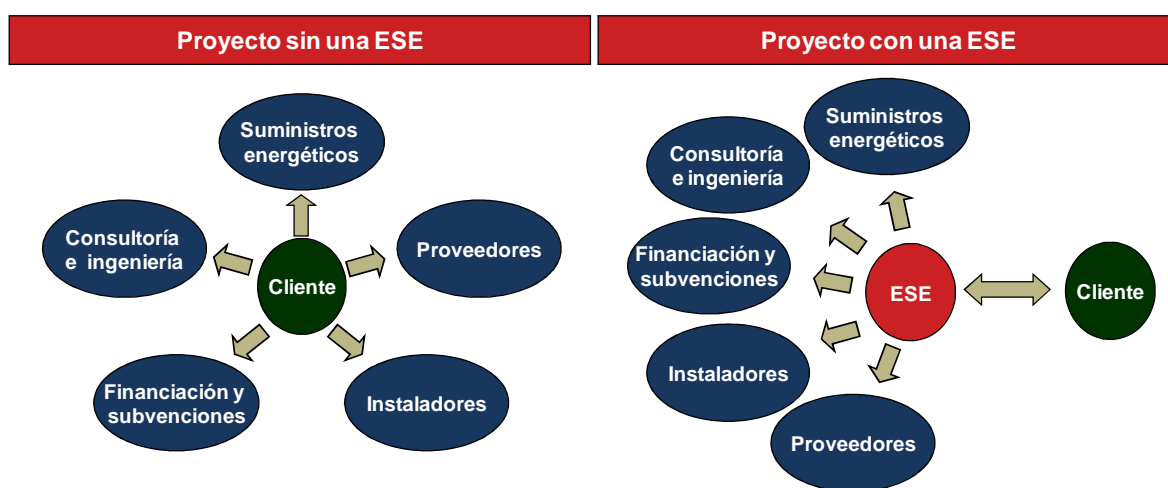 Proyecto sin una ESE
Suministros
energéticos
Consultoría
e ingeniería
Proveedores
Cliente
Financiación y
subvenciones
Instaladores
Proyecto con una ESE
Suministros
energéticos
Consultoría
e ingeniería
Financiación y
subvenciones
ESE
Cliente
Instaladores
Proveedores